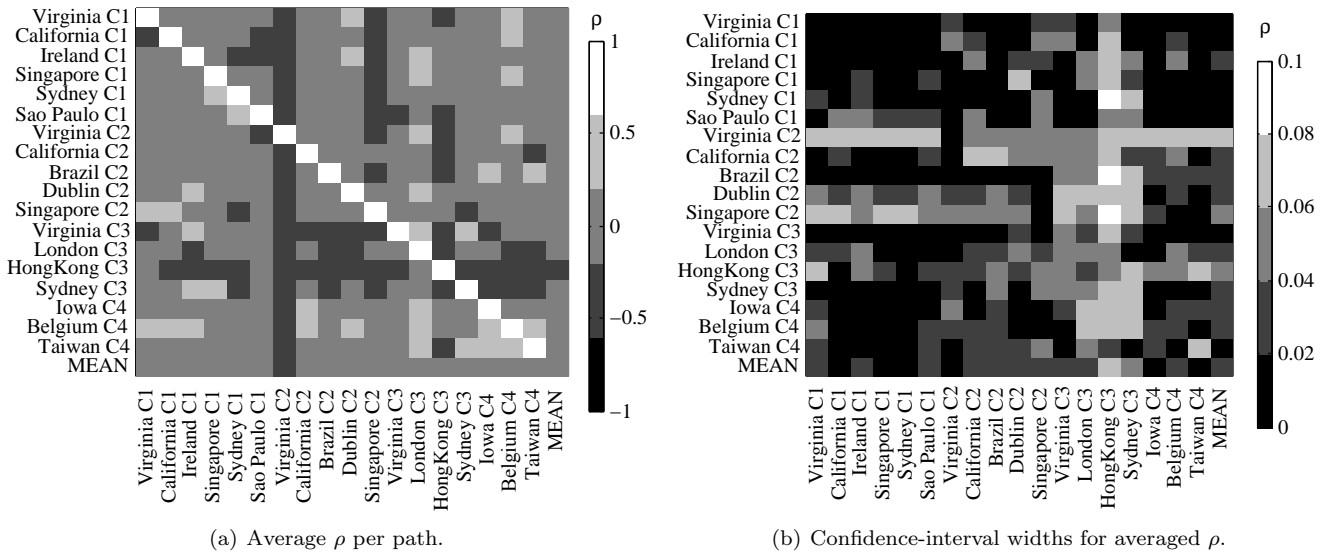 Virginia C1
California C1
Ireland C1
Singapore C1
Sydney C1
Sao Paulo C1
Virginia C2
California C2
Brazil C2
Dublin C2
Singapore C2
Virginia C3
London C3
HongKong C3
Sydney C3
Iowa C4
Belgium C4
Taiwan C4
MEAN
Virginia C1
California C1
Ireland C1
Singapore C1
Sydney C1
Sao Paulo C1
Virginia C2
California C2
Brazil C2
Dublin C2
Singapore C2
Virginia C3
London C3
HongKong C3
Sydney C3
Iowa C4
Belgium C4
Taiwan C4
MEAN
ρ
1
0.5
0
−0.5
−1
(a) Average ρ per path.
Virginia C1
California C1
Ireland C1
Singapore C1
Sydney C1
Sao Paulo C1
Virginia C2
California C2
Brazil C2
Dublin C2
Singapore C2
Virginia C3
London C3
HongKong C3
Sydney C3
Iowa C4
Belgium C4
Taiwan C4
MEAN
Virginia C1
California C1
Ireland C1
Singapore C1
Sydney C1
Sao Paulo C1
Virginia C2
California C2
Brazil C2
Dublin C2
Singapore C2
Virginia C3
London C3
HongKong C3
Sydney C3
Iowa C4
Belgium C4
Taiwan C4
MEAN
ρ
0.1
0.08
0.06
0.04
0.02
0
(b) Confidence-interval widths for averaged ρ.